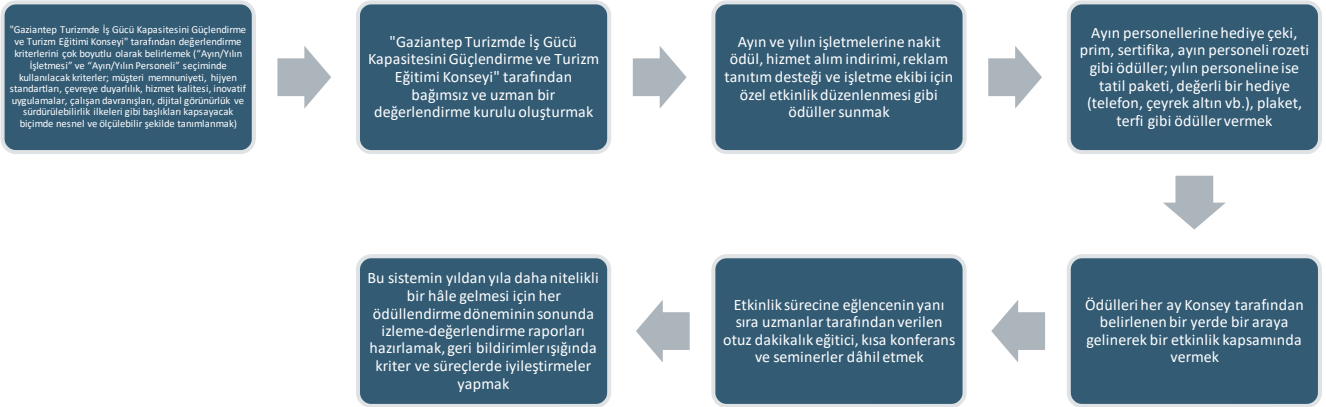 "Gaziantep Turizmde İş Gücü Kapasitesini Güçlendirme
ve Turizm Eğitimi Konseyi" tarafından değerlendirme
kriterlerini çok boyutlu olarak belirlemek (“Ayın/Yılın
İşletmesi” ve “Ayın/Yılın Personeli” seçiminde
kullanılacak kriterler; müşteri memnuniyeti, hijyen
standartları, çevreye duyarlılık, hizmet kalitesi, inovatif
uygulamalar, çalışan davranışları, dijital görünürlük ve
sürdürülebilirlik ilkeleri gibi başlıkları kapsayacak
biçimde nesnel ve ölçülebilir şekilde tanımlanmak)
"Gaziantep Turizmde İş Gücü
Kapasitesini Güçlendirme ve Turizm
Eğitimi Konseyi" tarafından
bağımsız ve uzman bir
değerlendirme kurulu oluşturmak
Ayın ve yılın işletmelerine nakit
ödül, hizmet alım indirimi, reklam
tanıtım desteği ve işletme ekibi için
özel etkinlik düzenlenmesi gibi
ödüller sunmak
Ayın personellerine hediye çeki,
prim, sertifika, ayın personeli rozeti
gibi ödüller; yılın personeline ise
tatil paketi, değerli bir hediye
(telefon, çeyrek altın vb.), plaket,
terfi gibi ödüller vermek
Ödülleri her ay Konsey tarafından
belirlenen bir yerde bir araya
gelinerek bir etkinlik kapsamında
vermek
Etkinlik sürecine eğlencenin yanı
sıra uzmanlar tarafından verilen
otuz dakikalık eğitici, kısa konferans
ve seminerler dâhil etmek
Bu sistemin yıldan yıla daha nitelikli
bir hâle gelmesi için her
ödüllendirme döneminin sonunda
izleme-değerlendirme raporları
hazırlamak, geri bildirimler ışığında
kriter ve süreçlerde iyileştirmeler
yapmak